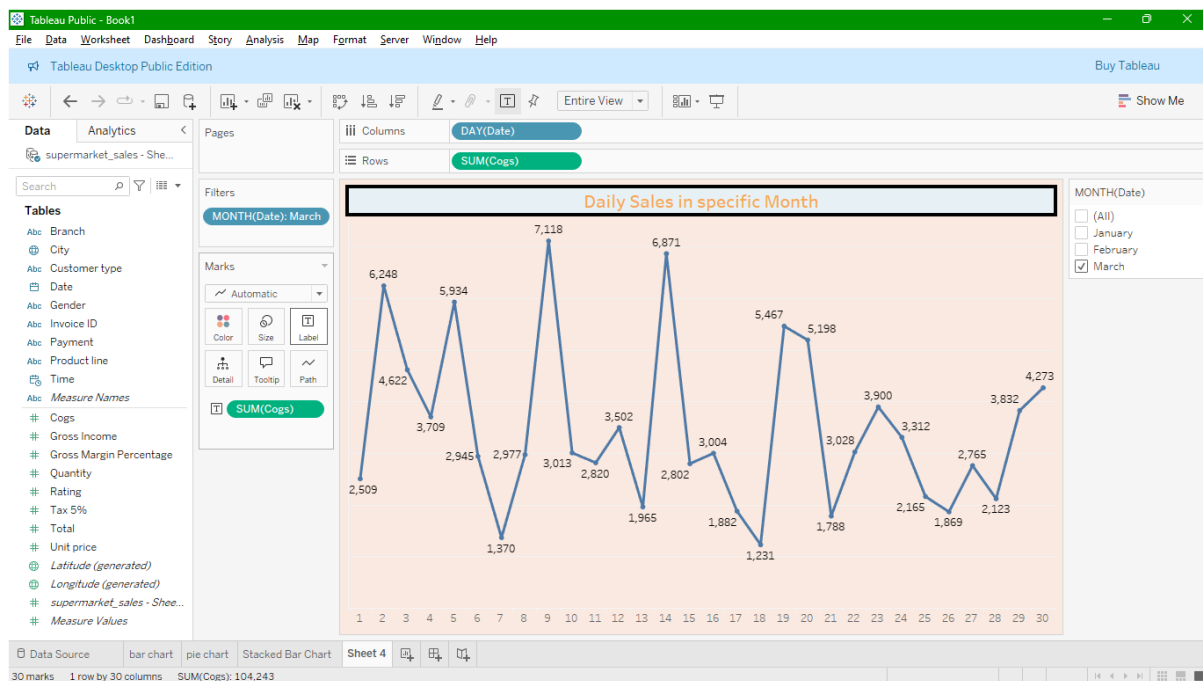 Tableau Public - Book1
File Data Worksheet Dashboard Story Analysis Map Format Server Window Help
Tableau Desktop Public Edition
Buy Tableau
Entire View
Show Me
Data Analytics
supermarket_sales - She...
Search
Tables
Abc Branch
City
Abc Customer type
Date
Abc Gender
Abc Invoice ID
Abc Payment
Abc Product line
Time
Abc Measure Names
# Cogs
# Gross Income
# Gross Margin Percentage
# Quantity
# Rating
# Tax 5%
# Total
# Unit price
Latitude (generated)
Longitude (generated)
# supermarket_sales - Shee...
# Measure Values
Pages
Filters
MONTH(Date): March
Marks
Automatic
Color Size Label
Detail Tooltip Path
SUM(Cogs)
Columns DAY(Date)
Rows SUM(Cogs)
Daily Sales in specific Month
7,118
6,871
6,248
5,934
5,467
5,198
4,622
4,273
3,900
3,832
3,709
3,502
3,312
2,945 2,977
3,013
3,004
3,028
2,820
2,802
2,765
2,509
2,165
2,123
1,965
1,882
1,869
1,788
1,370
1,231
1 2 3 4 5 6 7 8 9 10 11 12 13 14 15 16 17 18 19 20 21 22 23 24 25 26 27 28 29 30
MONTH(Date)
(All)
January
February
March
Data Source bar chart pie chart Stacked Bar Chart Sheet 4
30 marks 1 row by 30 columns SUM(Cogs): 104,243